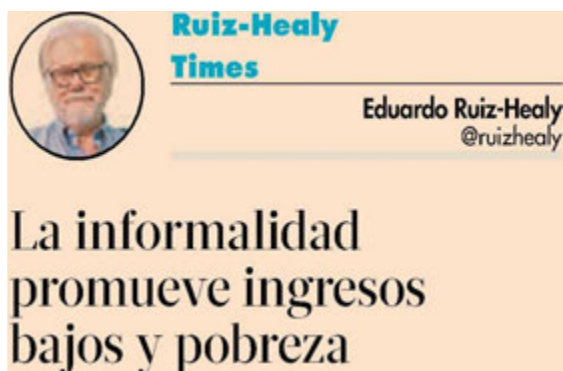 Ruiz-Healy
Times
Eduardo Ruiz-Healy
@ruizhealy
La informalidad
promueve ingresos
bajos y pobreza